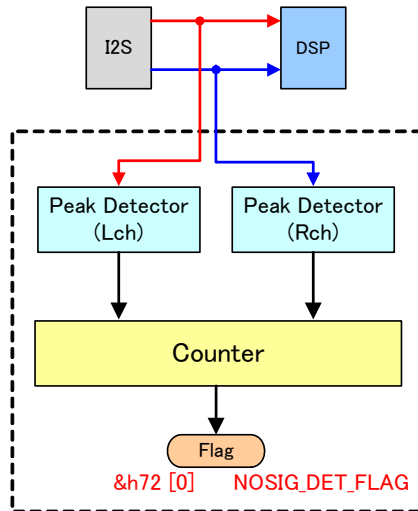 I2S
DSP
Peak Detector
(Lch)
Peak Detector
(Rch)
Counter
Flag
&h72 [0] NOSIG_DET_FLAG